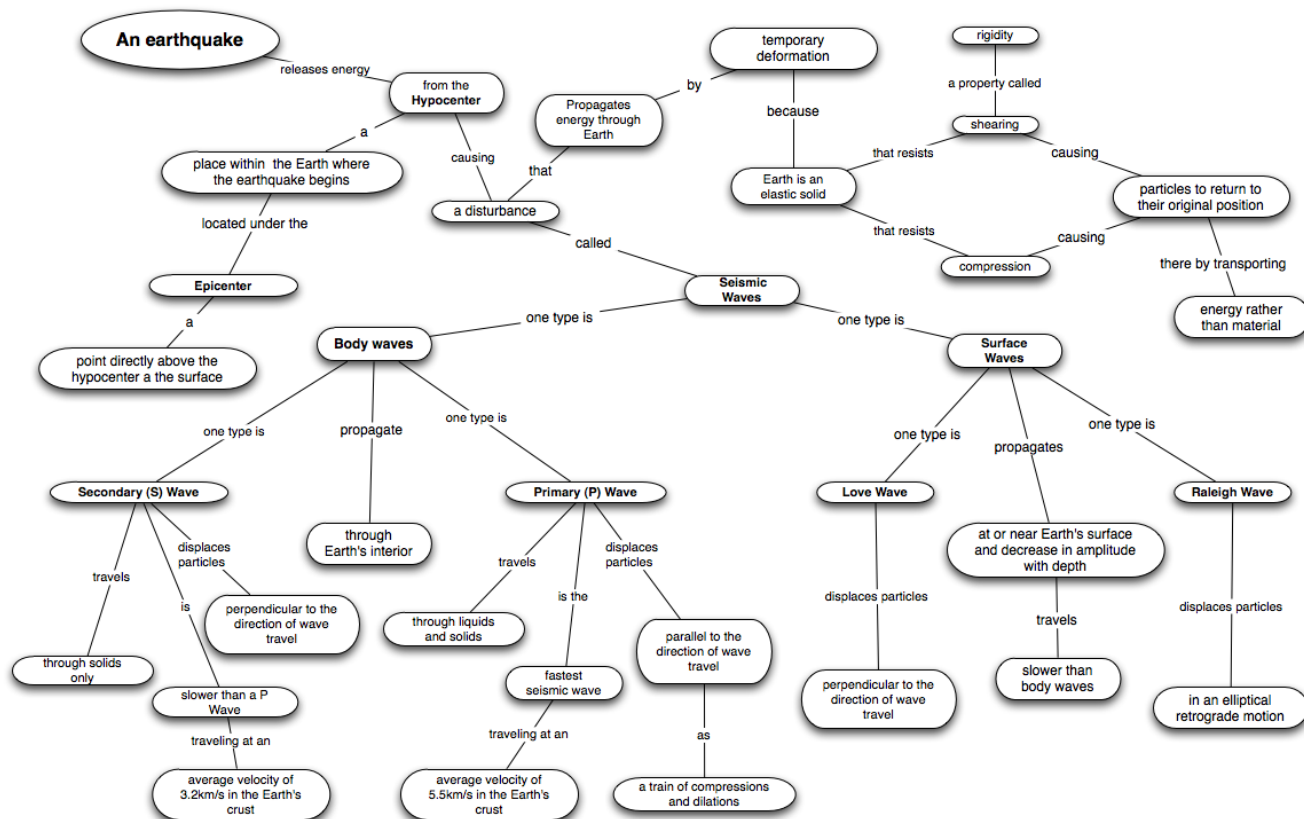 An earthquake
releases energy
from the
Hypocenter
a
place within the Earth where
the earthquake begins
located under the
Epicenter
a
point directly above the
hypocenter a the surface
causing
a disturbance
that
Propagates
energy through
Earth
by
temporary
deformation
because
Earth is an
elastic solid
that resists
shearing
a property called
rigidity
causing
that resists
compression
causing
particles to return to
their original position
there by transporting
energy rather
than material
called
Seismic
Waves
one type is
Body waves
one type is
Secondary (S) Wave
travels
through solids
only
is
slower than a P
Wave
traveling at an
average velocity of
3.2km/s in the Earth's
crust
displaces
particles
perpendicular to the
direction of wave
travel
propagate
through
Earth's interior
one type is
Primary (P) Wave
travels
through liquids
and solids
is the
fastest
seismic wave
traveling at an
average velocity of
5.5km/s in the Earth's
crust
displaces
particles
parallel to the
direction of wave
travel
as
a train of compressions
and dilations
one type is
Surface
Waves
one type is
Love Wave
displaces particles
perpendicular to the
direction of wave
travel
propagates
at or near Earth's surface
and decrease in amplitude
with depth
travels
slower than
body waves
one type is
Raleigh Wave
displaces particles
in an elliptical
retrograde motion